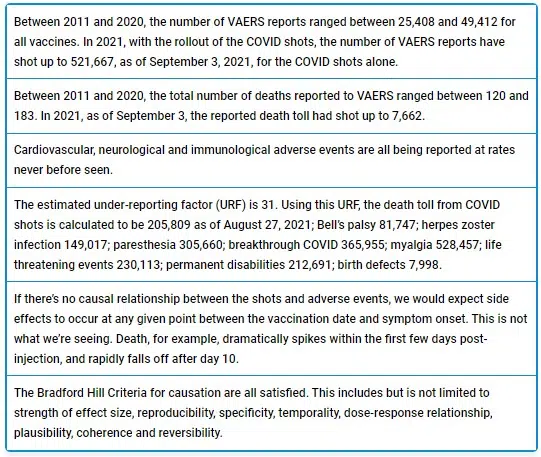 Between 2011 and 2020, the number of VAERS reports ranged between 25,408 and 49,412 for
all vaccines. In 2021, with the rollout of the COVID shots, the number of VAERS reports have
shot up to 521,667, as of September 3, 2021, for the COVID shots alone.
Between 2011 and 2020, the total number of deaths reported to VAERS ranged between 120 and
183. In 2021, as of September 3, the reported death toll had shot up to 7,662.
Cardiovascular, neurological and immunological adverse events are all being reported at rates
never before seen.
The estimated under-reporting factor (URF) is 31. Using this URF, the death toll from COVID
shots is calculated to be 205,809 as of August 27, 2021; Bell’s palsy 81,747; herpes zoster
infection 149,017; paresthesia 305,660; breakthrough COVID 365,955; myalgia 528,457; life
threatening events 230,113; permanent disabilities 212,691; birth defects 7,998.
If there’s no causal relationship between the shots and adverse events, we would expect side
effects to occur at any given point between the vaccination date and symptom onset. This is not
what we’re seeing. Death, for example, dramatically spikes within the first few days post-
injection, and rapidly falls off after day 10.
The Bradford Hill Criteria for causation are all satisfied. This includes but is not limited to
strength of effect size, reproducibility, specificity, temporality, dose-response relationship,
plausibility, coherence and reversibility.